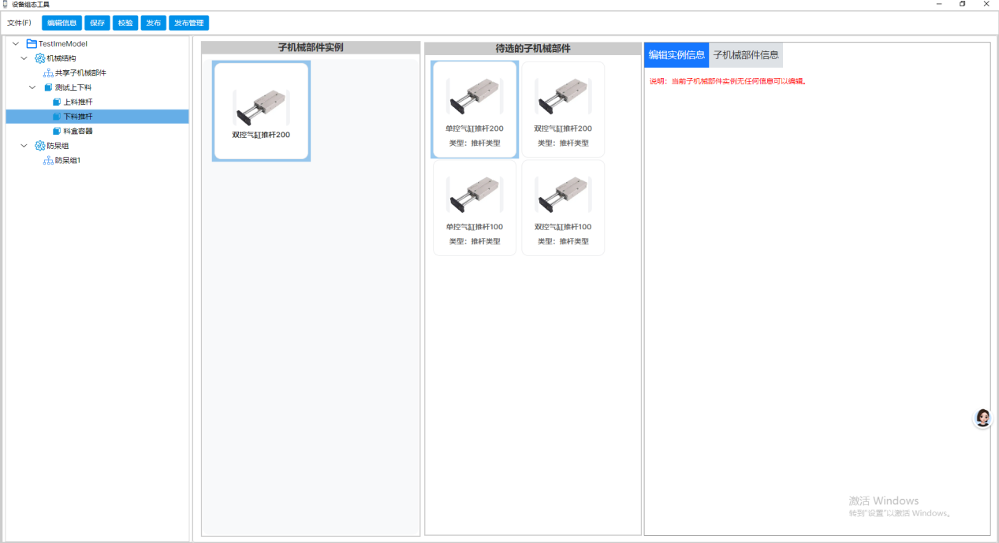 设备组态工具
文件(F) 编辑信息 保存 校验 发布 发布管理
TestImeModel
机械结构
共享子机械部件
测试上下料
上料推杆
下料推杆
料盒容器
防呆组
防呆组1
子机械部件实例
双控气缸推杆200
待选的子机械部件
单控气缸推杆200
类型：推杆类型
双控气缸推杆200
类型：推杆类型
单控气缸推杆100
类型：推杆类型
双控气缸推杆100
类型：推杆类型
编辑实例信息 子机械部件信息
说明：当前子机械部件实例无任何信息可以编辑。
激活 Windows
转到"设置"以激活 Windows。